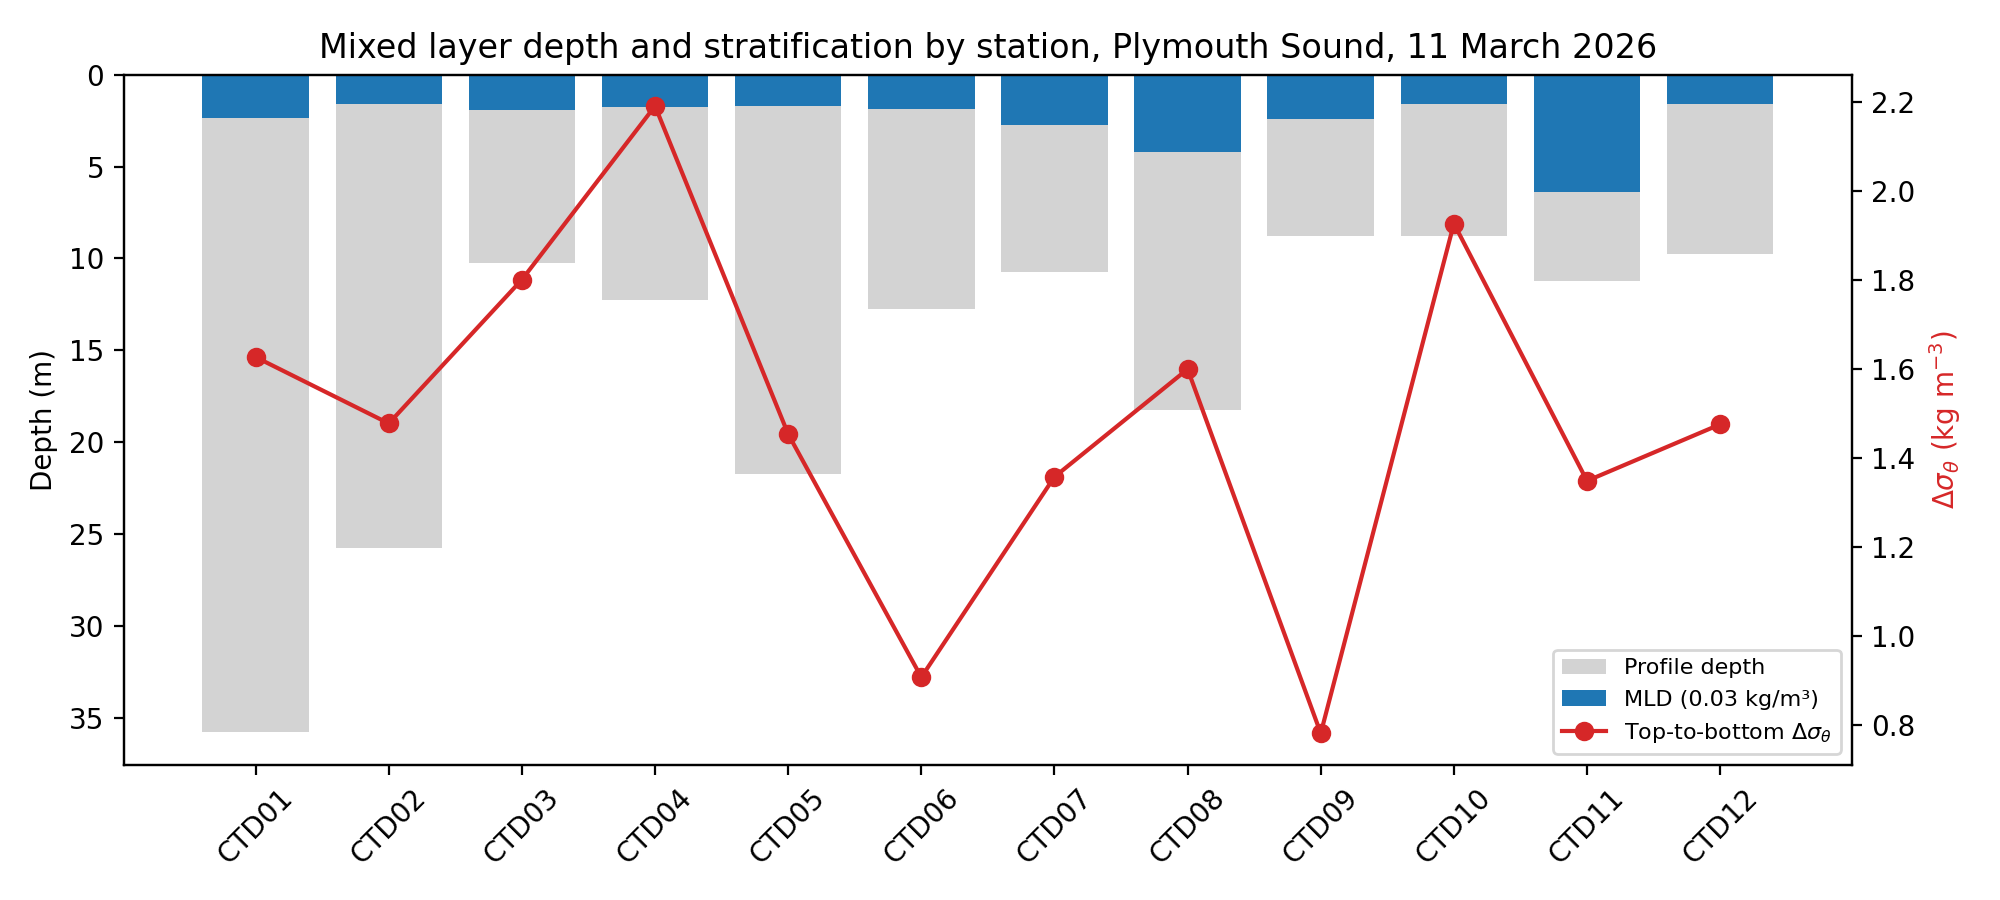 Mixed layer depth and stratification by station, Plymouth Sound, 11 March 2026
Depth (m)
0
5
10
15
20
25
30
35
2.2
2.0
1.8
1.6
1.4
1.2
1.0
0.8
Δσ_θ (kg m⁻³)
Profile depth
MLD (0.03 kg/m³)
Top-to-bottom Δσ_θ
CTD01
CTD02
CTD03
CTD04
CTD05
CTD06
CTD07
CTD08
CTD09
CTD10
CTD11
CTD12